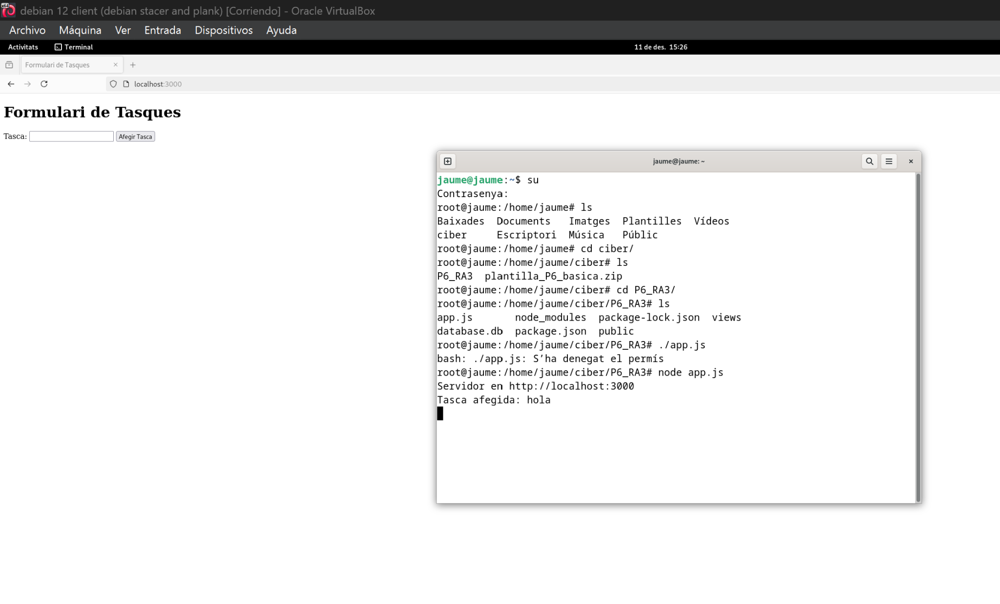 x64
debian 12 client (debian stacer and plank) [Corriendo] - Oracle VirtualBox
Archivo Máquina Ver Entrada Dispositivos Ayuda
Activitats Terminal 11 de des. 15:26
Formulari de Tasques
localhost:3000
Formulari de Tasques
Tasca: Afegir Tasca
jaume@jaume: ~
jaume@jaume:~$ su
Contrasenya:
root@jaume:/home/jaume# ls
Baixades Documents Imatges Plantilles Vídeos
ciber Escriptori Música Públic
root@jaume:/home/jaume# cd ciber/
root@jaume:/home/jaume/ciber# ls
P6_RA3 plantilla_P6_basica.zip
root@jaume:/home/jaume/ciber# cd P6_RA3/
root@jaume:/home/jaume/ciber/P6_RA3# ls
app.js node_modules package-lock.json views
database.db package.json public
root@jaume:/home/jaume/ciber/P6_RA3# ./app.js
bash: ./app.js: S’ha denegat el permís
root@jaume:/home/jaume/ciber/P6_RA3# node app.js
Servidor en http://localhost:3000
Tasca afegida: hola